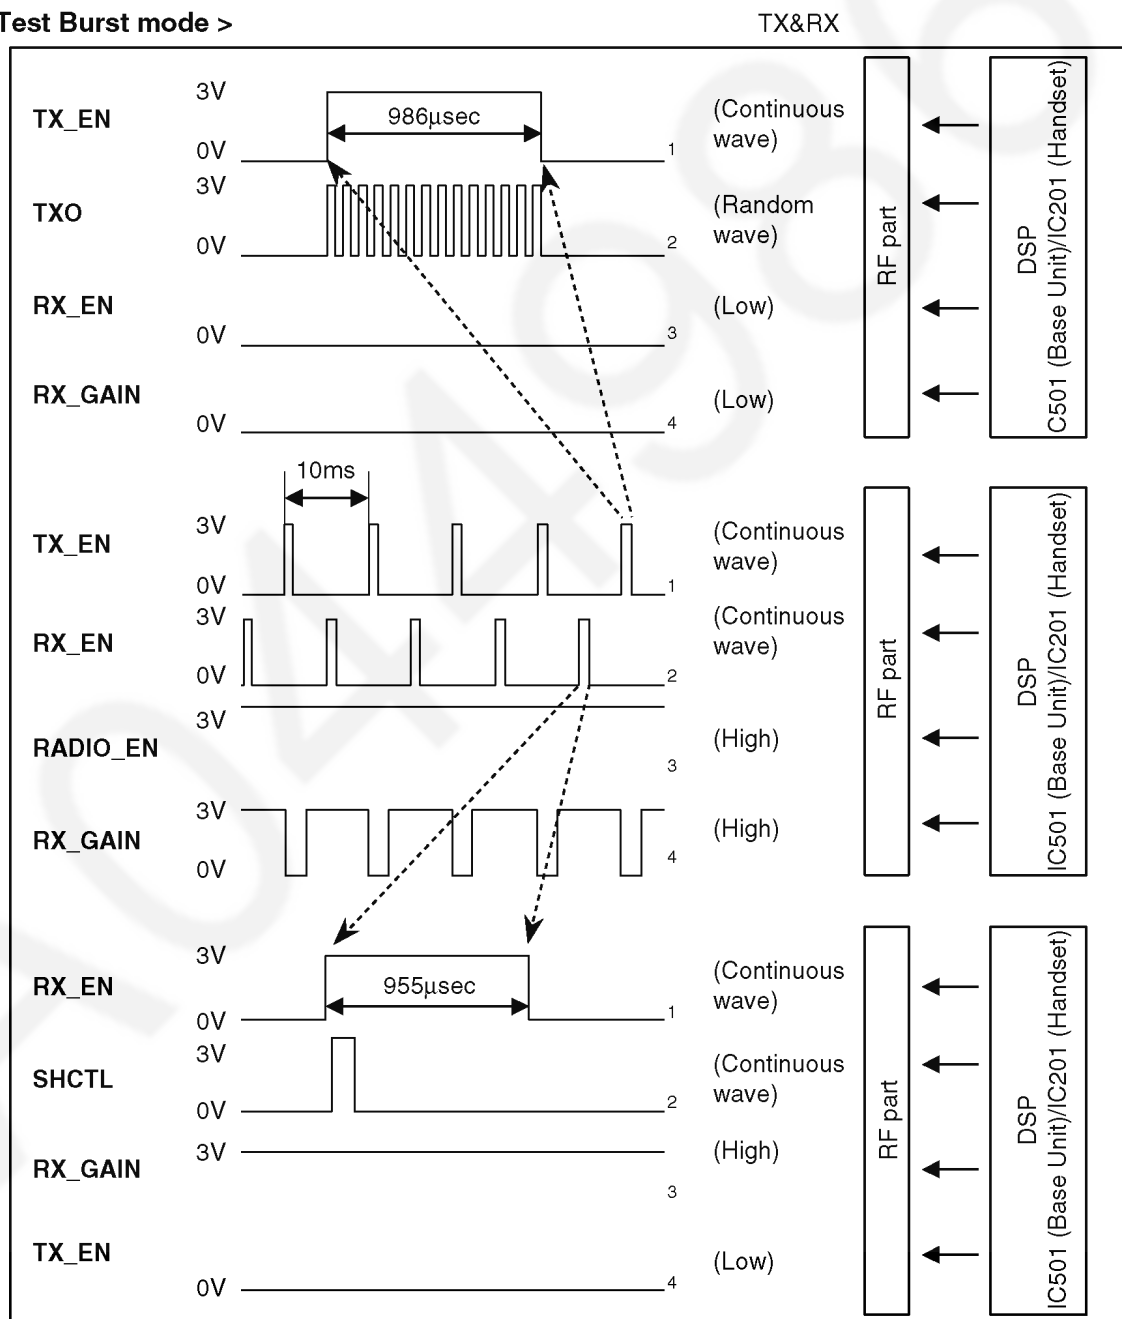 Test Burst mode >
TX&RX
TX_EN
3V
0V
986μsec
1
(Continuous
wave)
TXO
3V
0V
2
(Random
wave)
RX_EN
0V
3
(Low)
RX_GAIN
0V
4
(Low)
RF part
DSP
C501 (Base Unit)/IC201 (Handset)
10ms
TX_EN
3V
0V
1
(Continuous
wave)
RX_EN
3V
0V
2
(Continuous
wave)
RADIO_EN
3V
3
(High)
RX_GAIN
3V
0V
4
(High)
RF part
DSP
IC501 (Base Unit)/IC201 (Handset)
RX_EN
3V
0V
955μsec
1
(Continuous
wave)
SHCTL
3V
0V
2
(Continuous
wave)
RX_GAIN
3V
3
(High)
TX_EN
0V
4
(Low)
RF part
DSP
IC501 (Base Unit)/IC201 (Handset)